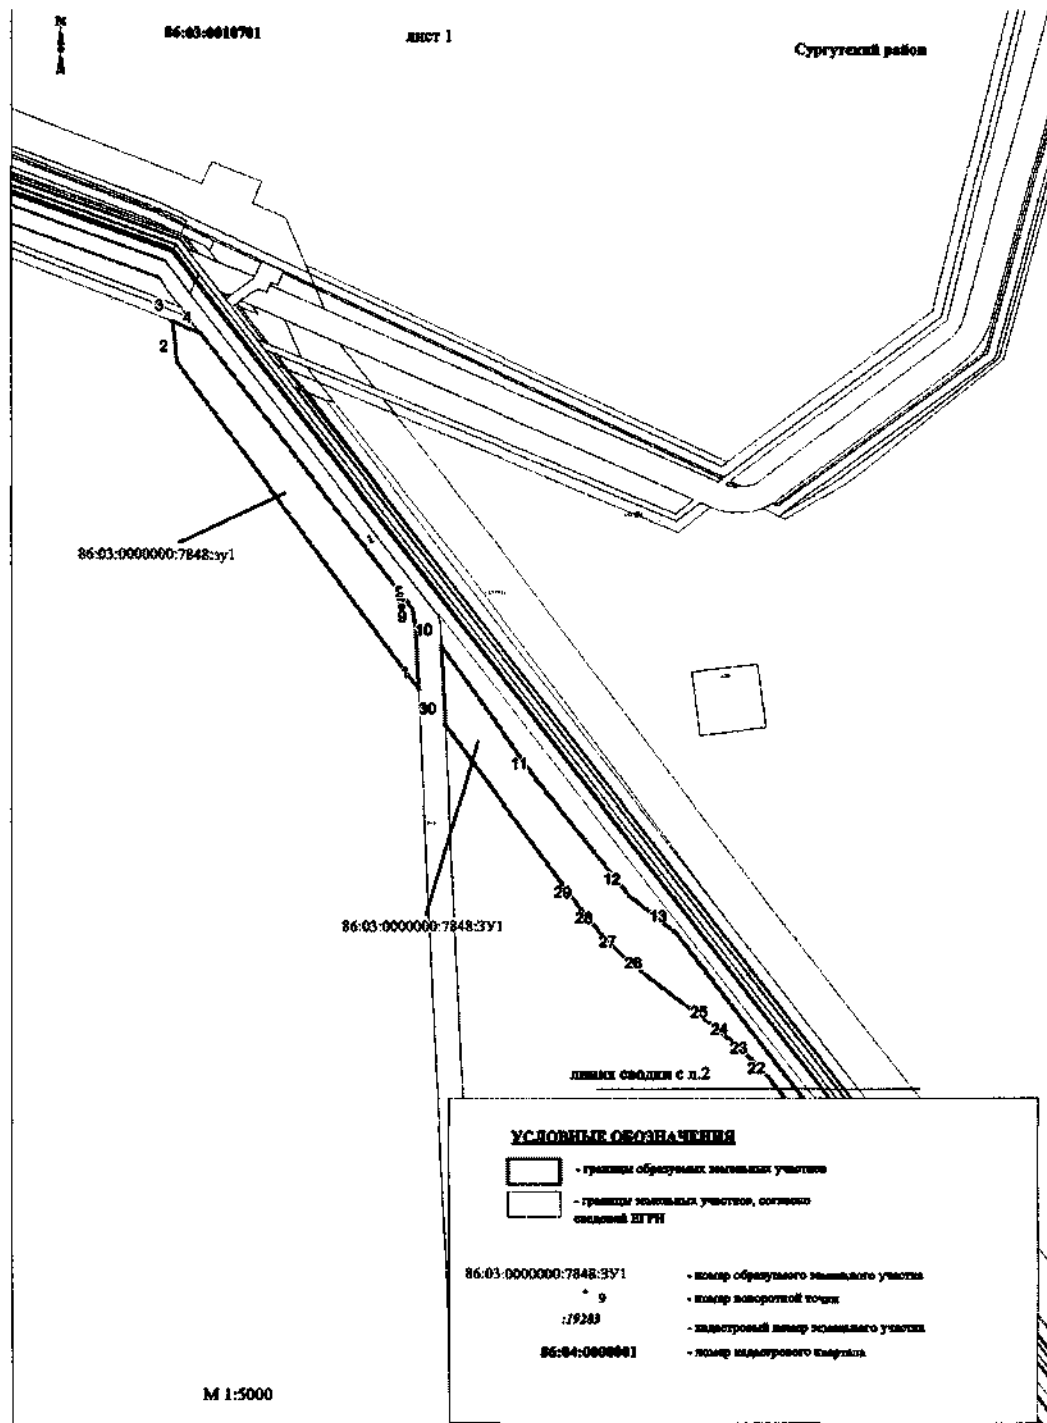 86:03:0010701
лист 1
Сургутский район
3
4
2
86:03:0000000:7848:зу1
5
9
10
1
30
11
86:03:0000000:7848:ЗУ1
12
13
29
28
27
26
25
24
23
22
линия сводки с л.2
УСЛОВНЫЕ ОБОЗНАЧЕНИЯ
- границы образуемых земельных участков
- границы земельных участков, согласно
сведений ЕГРН
86:03:0000000:7848:ЗУ1 - номер образуемого земельного участка
9 - номер поворотной точки
:19283 - кадастровый номер земельного участка
86:04:0000001 - номер кадастрового квартала
М 1:5000